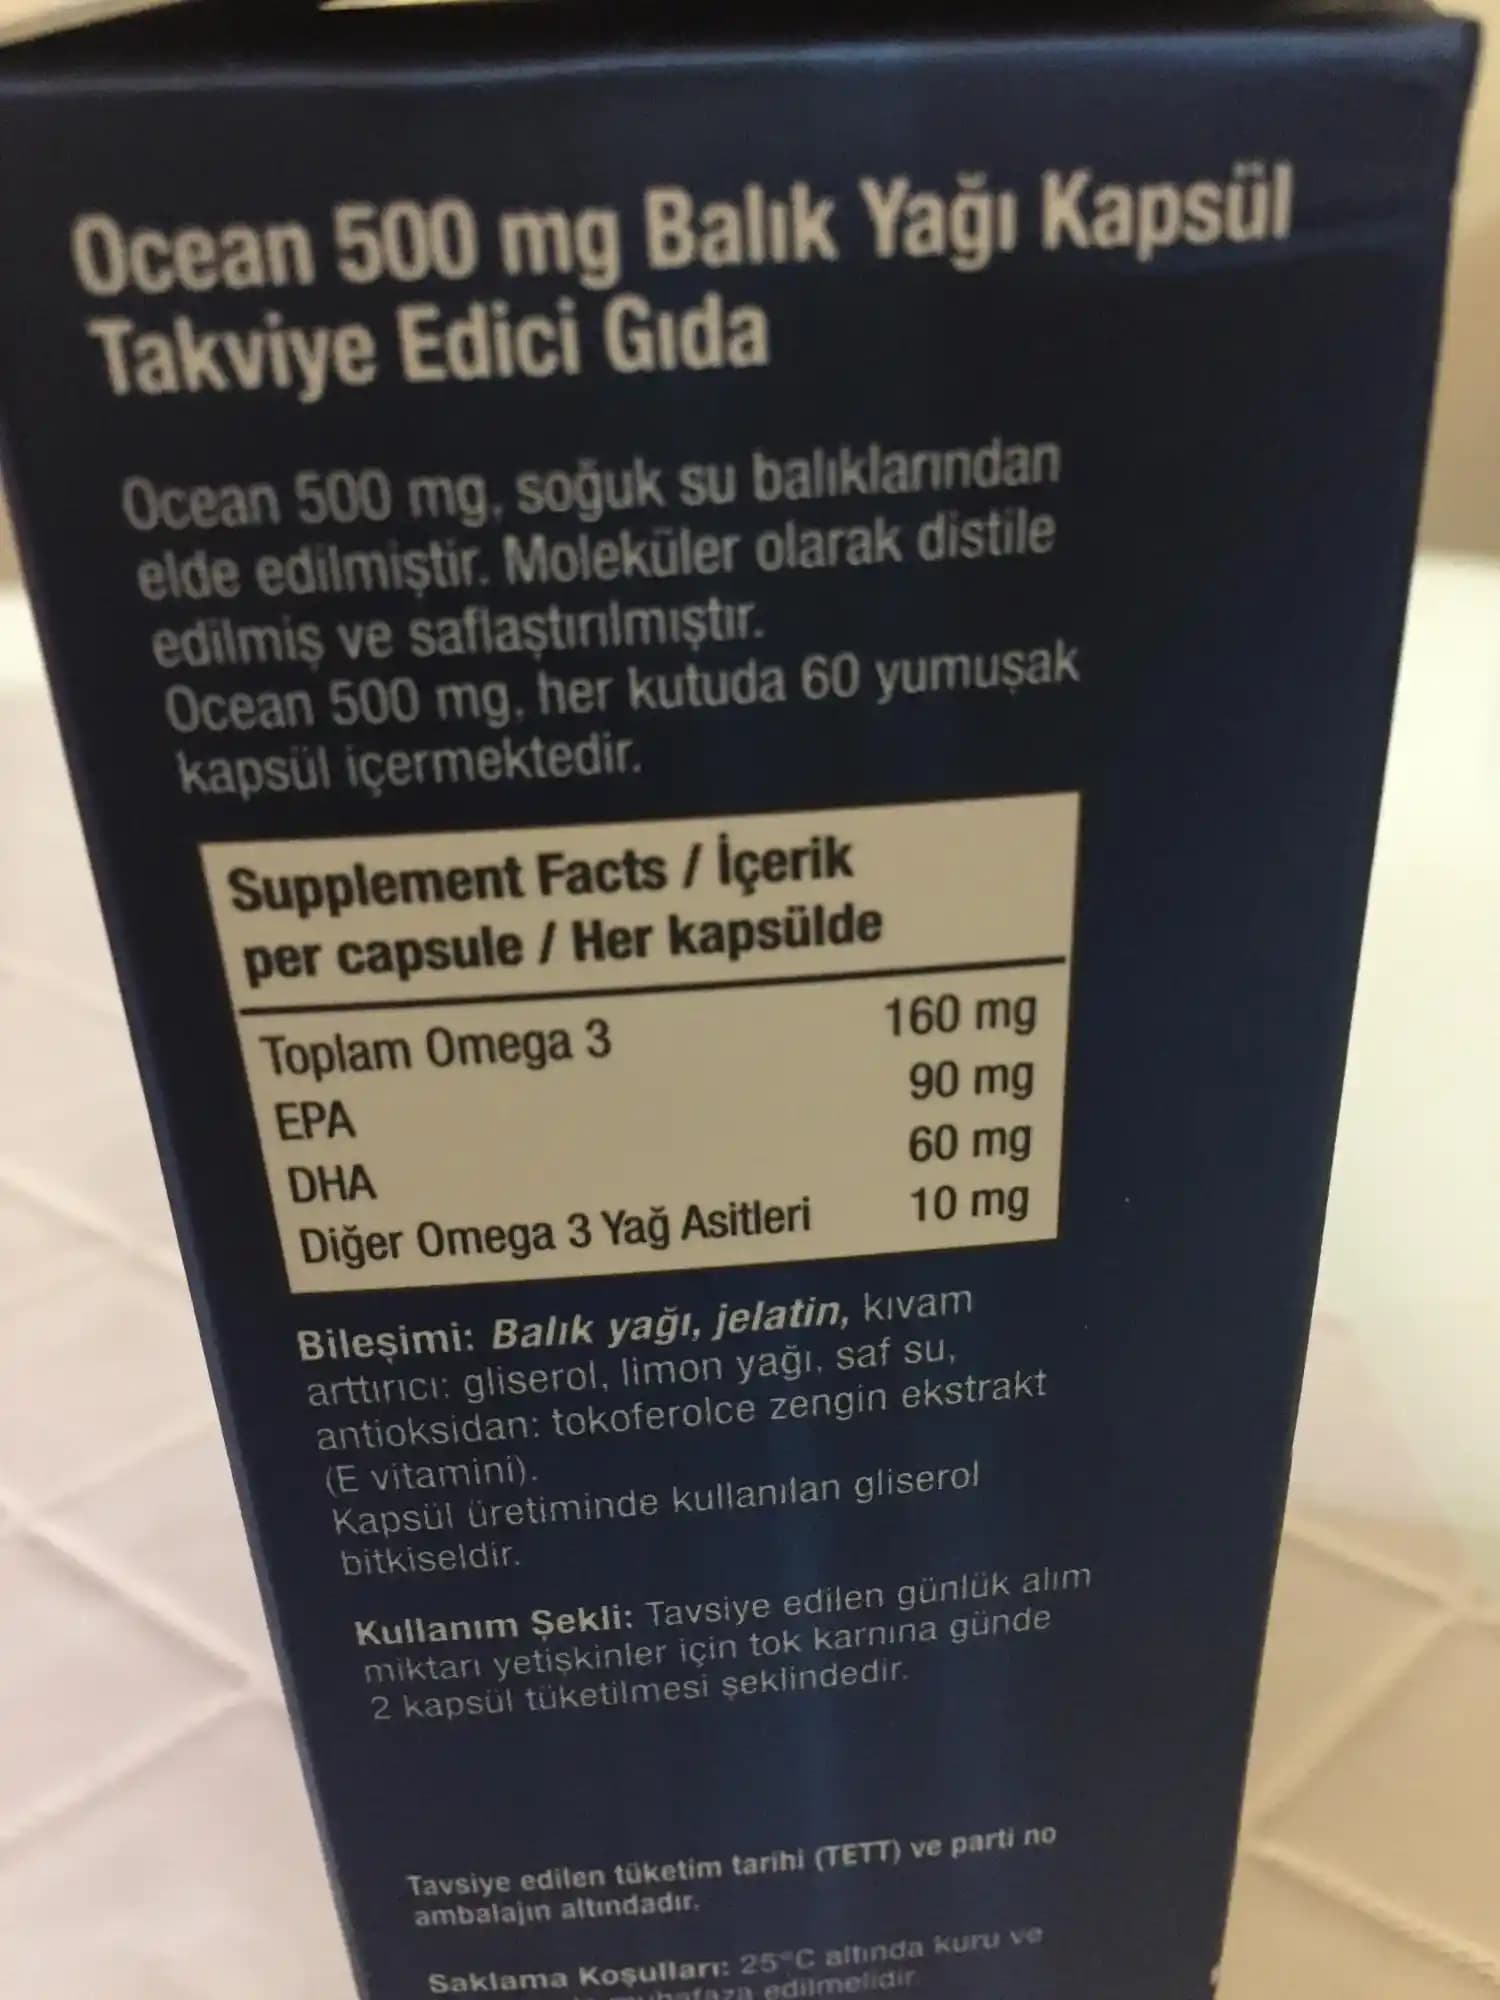 Ocean 500 mg Balık Yağı Kapsül
Takviye Edici Gıda
Ocean 500 mg, soğuk su balıklarından
elde edilmiştir. Moleküler olarak distile
edilmiş ve saflaştırılmıştır.
Ocean 500 mg, her kutuda 60 yumuşak
kapsül içermektedir.
Supplement Facts / İçerik
per capsule / Her kapsülde
Toplam Omega 3 160 mg
EPA 90 mg
DHA 60 mg
Diğer Omega 3 Yağ Asitleri 10 mg
Bileşimi: Balık yağı, jelatin, kıvam
arttırıcı: gliserol, limon yağı, saf su,
antioksidan: tokoferolce zengin ekstrakt
(E vitamini).
Kapsül üretiminde kullanılan gliserol
bitkiseldir.
Kullanım Şekli: Tavsiye edilen günlük alım
miktarı yetişkinler için tok karnına günde
2 kapsül tüketilmesi şeklindedir.
Tavsiye edilen tüketim tarihi (TETT) ve parti no
ambalajın altındadır.
Saklama Koşulları: 25°C altında kuru ve
edilmelidir